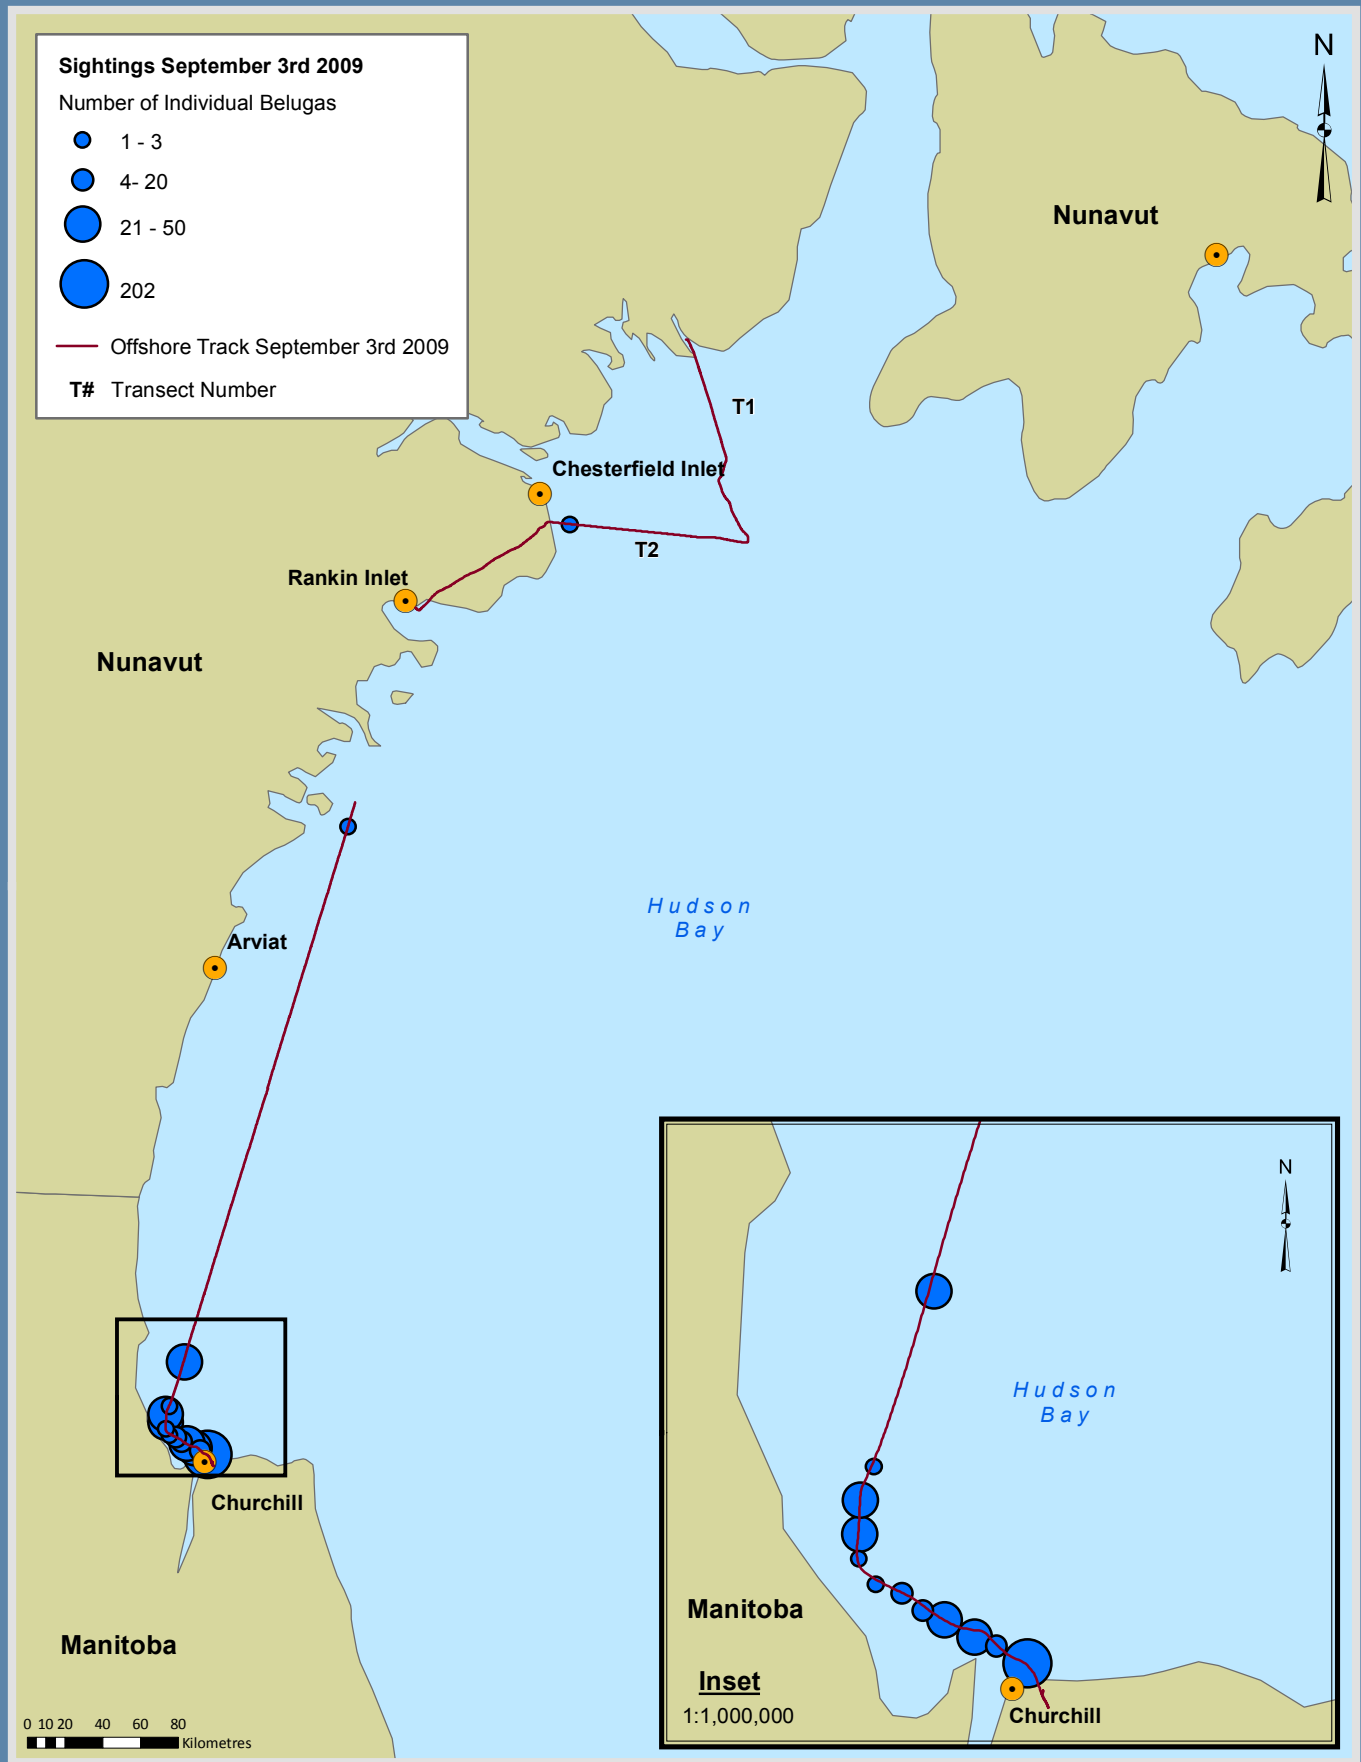 Sightings September 3rd 2009
Number of Individual Belugas
1 - 3
4- 20
21 - 50
202
Offshore Track September 3rd 2009
T# Transect Number
N
Nunavut
T1
Chesterfield Inlet
T2
Rankin Inlet
Nunavut
Hudson
Bay
Arviat
Churchill
Manitoba
0 10 20 40 60 80
Kilometres
N
Hudson
Bay
Manitoba
Inset
1:1,000,000
Churchill